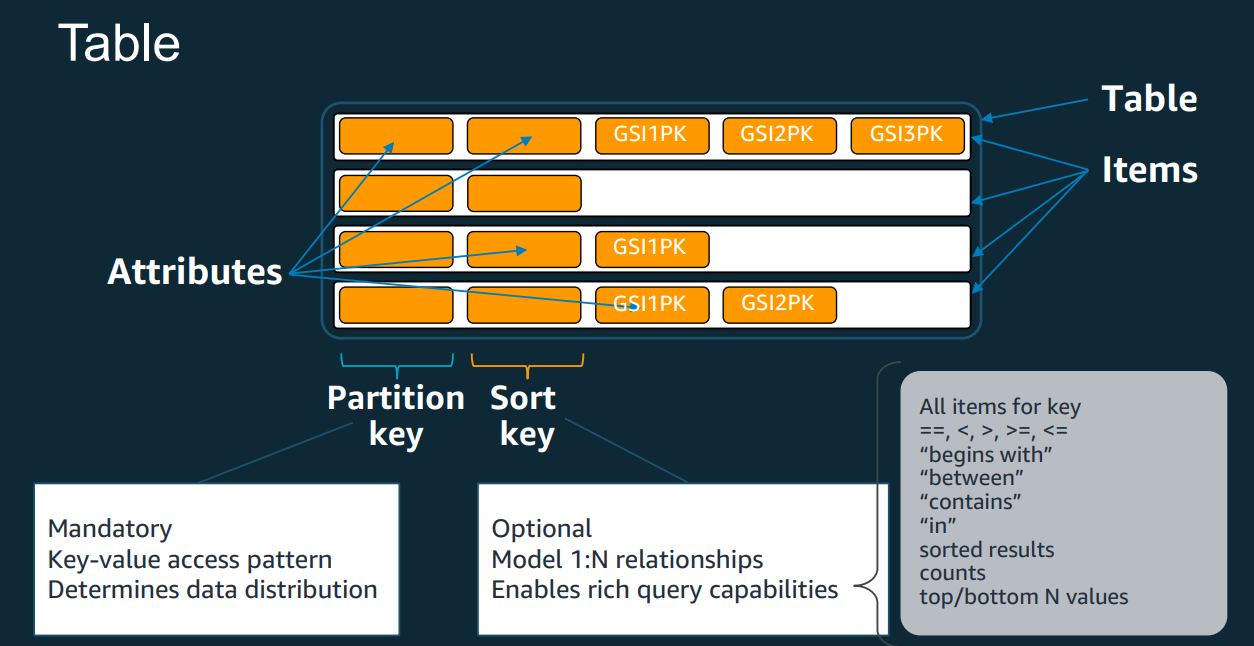 Table
GSI1PK GSI2PK GSI3PK
GSI1PK
GSI1PK GSI2PK
Table
Items
Attributes
Partition
key
Sort
key
Mandatory
Key-value access pattern
Determines data distribution
Optional
Model 1:N relationships
Enables rich query capabilities
All items for key
==, <, >, >=, <=
“begins with”
“between”
“contains”
“in”
sorted results
counts
top/bottom N values